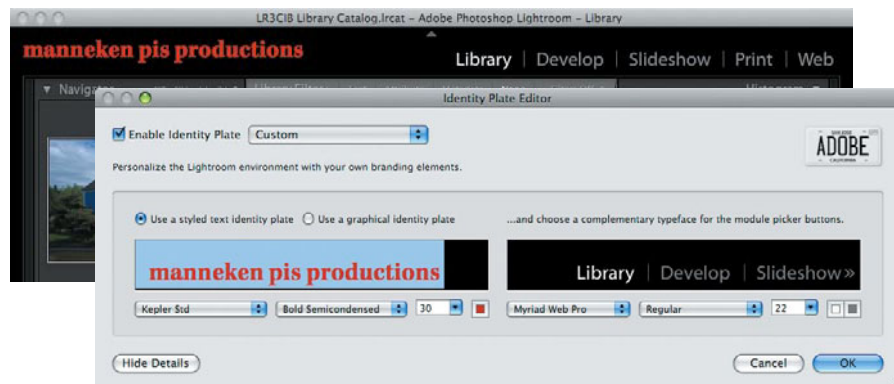 LR3CIB Library Catalog.lrcat – Adobe Photoshop Lightroom – Library
manneken pis productions
Library | Develop | Slideshow | Print | Web
Identity Plate Editor
Enable Identity Plate Custom
ADOBE
Personalize the Lightroom environment with your own branding elements.
Use a styled text identity plate Use a graphical identity plate ...and choose a complementary typeface for the module picker buttons.
manneken pis productions Library | Develop | Slideshow »
Kepler Std Bold Semicondensed 30 Myriad Web Pro Regular 22
Hide Details Cancel OK